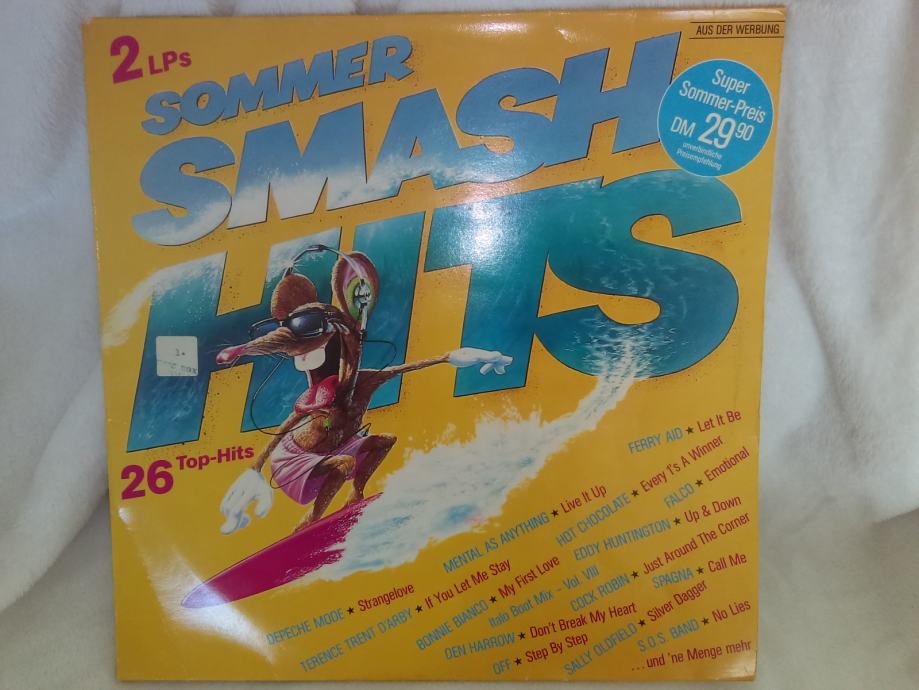 AUS DER WERBUNG
2 LPs
SOMMER
SMASH
HITS
Super
Sommer-Preis
DM 29 90
unverbindliche
Preisempfehlung
26 Top-Hits
FERRY AID ★ Let It Be
MENTAL AS ANYTHING ★ Live It Up
HOT CHOCOLATE ★ Every 1's A Winner
FALCO ★ Emotional
DEPECHE MODE ★ Strangelove
EDDY HUNTINGTON ★ Up & Down
TERENCE TRENT D'ARBY ★ If You Let Me Stay
BONNIE BIANCO ★ My First Love
Italo Boot Mix - Vol. VIII
COCK ROBIN ★ Just Around The Corner
DEN HARROW ★ Don't Break My Heart
SPAGNA ★ Call Me
OFF ★ Step By Step
SALLY OLDFIELD ★ Silver Dagger
S.O.S. BAND ★ No Lies
...und 'ne Menge mehr